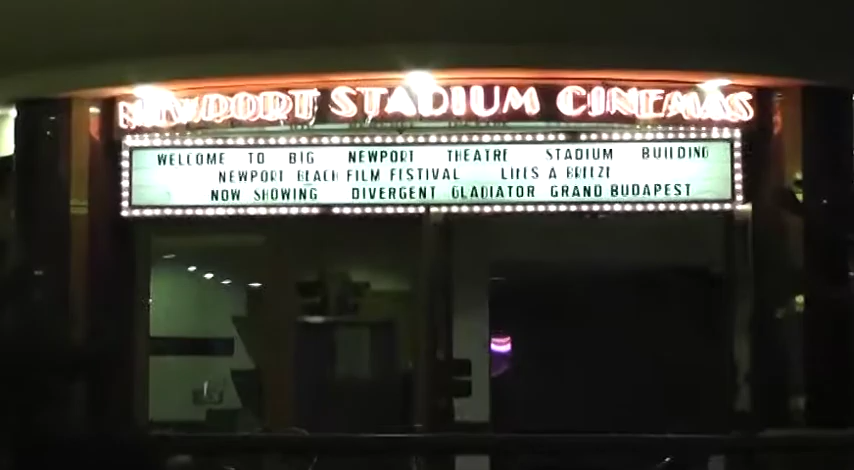 NEWPORT STADIUM CINEMAS
WELCOME TO BIG NEWPORT THEATRE STADIUM BUILDING
NEWPORT BEACH FILM FISTIVAL LIFES A BREEZE
NOW SHOWING DIVERGENT GLADIATOR GRAND BUDAPEST